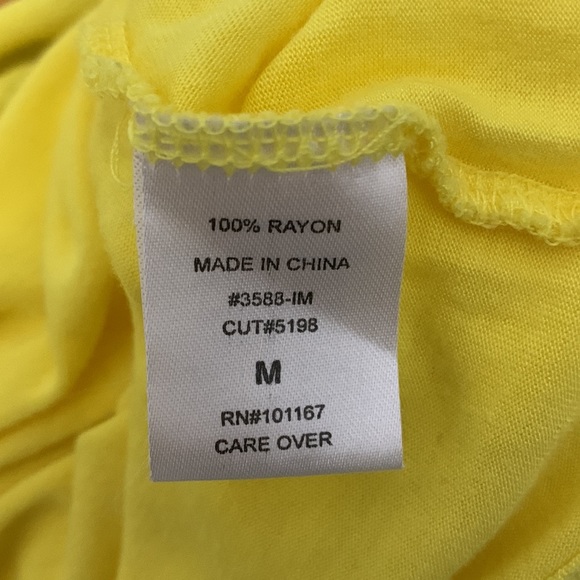 100% RAYON
MADE IN CHINA
#3588-IM
CUT#5198
M
RN#101167
CARE OVER